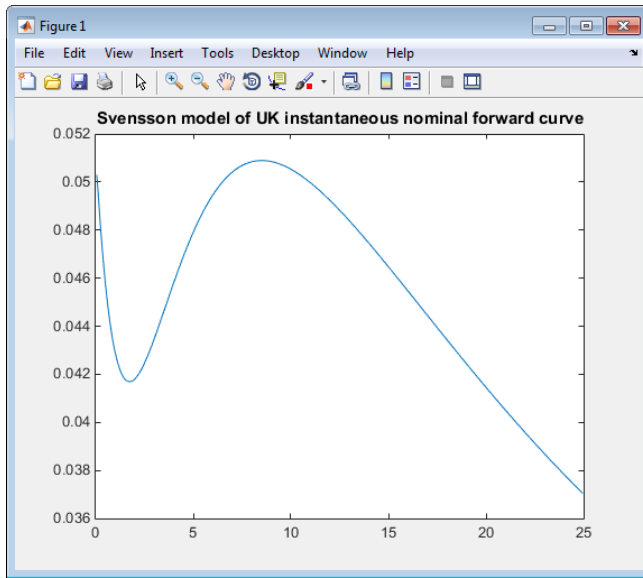 Figure 1
File Edit View Insert Tools Desktop Window Help
Svensson model of UK instantaneous nominal forward curve
0.052
0.05
0.048
0.046
0.044
0.042
0.04
0.038
0.036
0 5 10 15 20 25